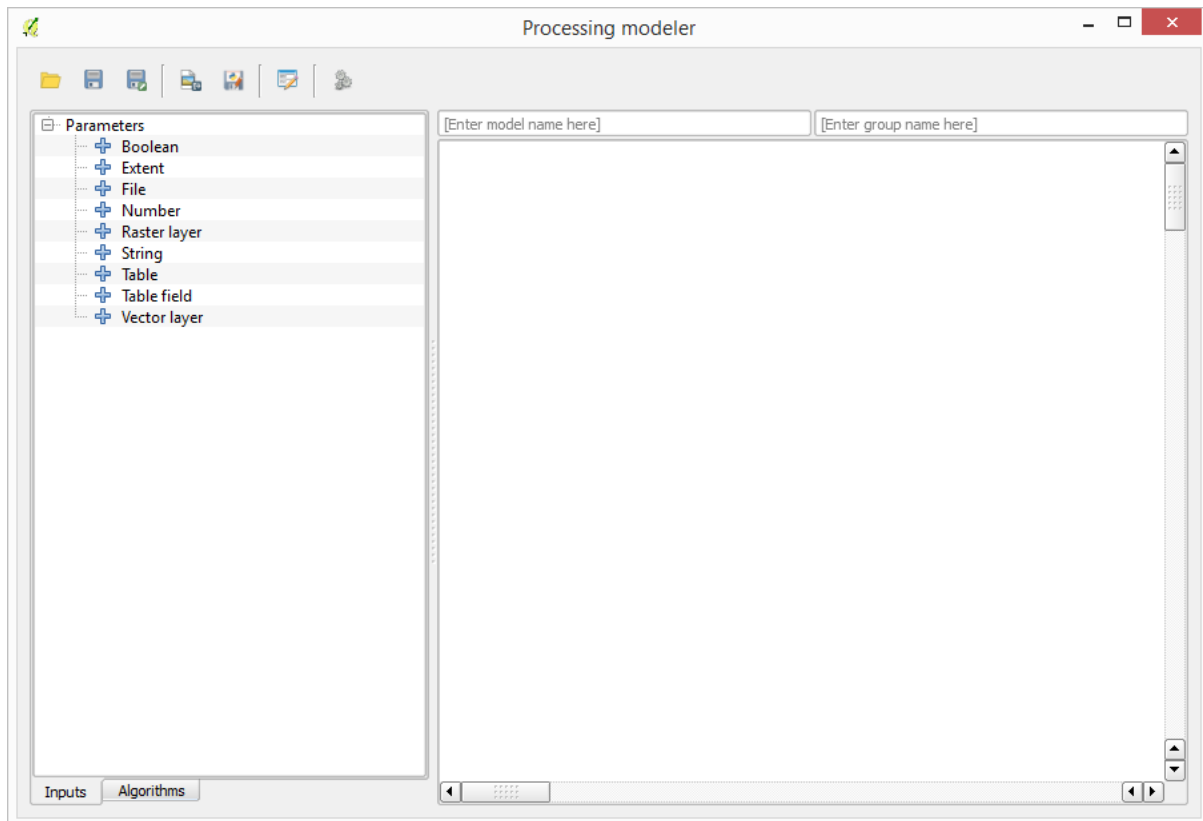 Processing modeler
Parameters
Boolean
Extent
File
Number
Raster layer
String
Table
Table field
Vector layer
Inputs
Algorithms
[Enter model name here]
[Enter group name here]